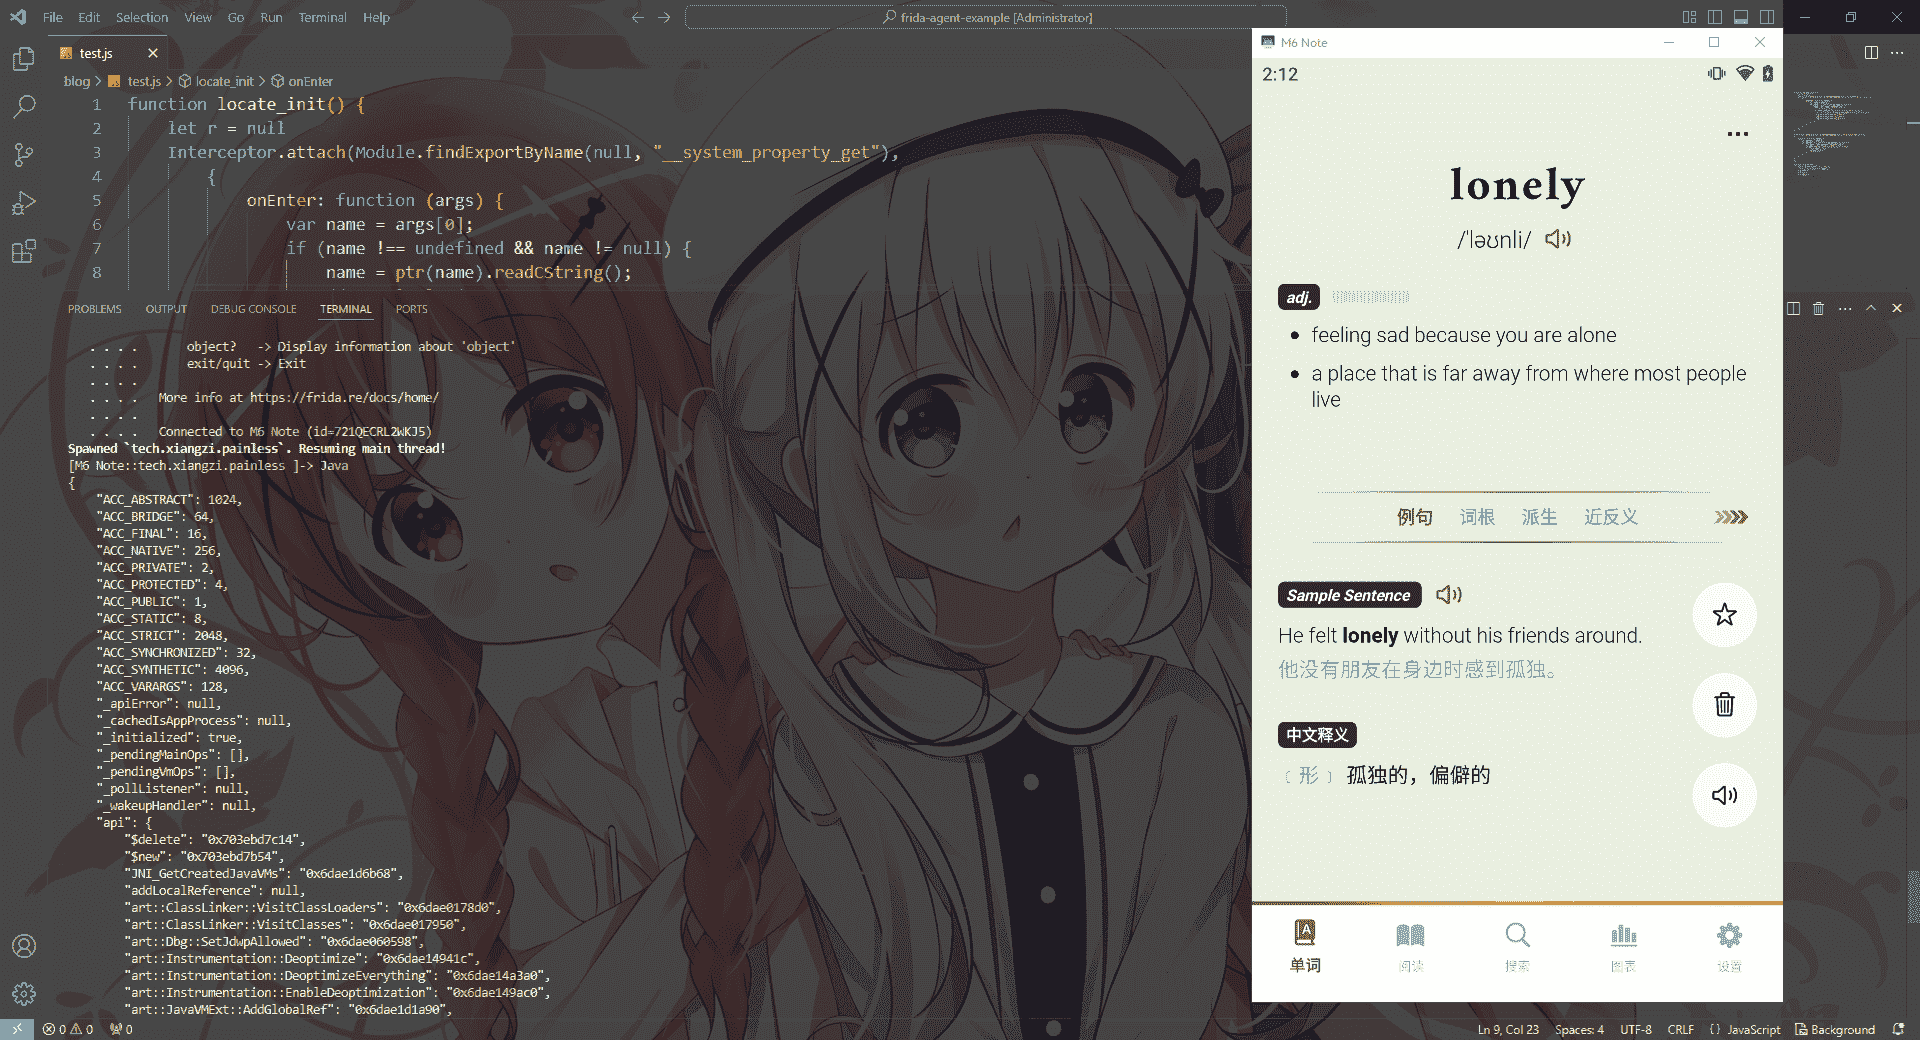 File Edit Selection View Go Run Terminal Help
frida-agent-example [Administrator]
test.js
blog > test.js > locate_init > onEnter
1 function locate_init() {
2 let r = null
3 Interceptor.attach(Module.findExportByName(null, "__system_property_get"),
4 {
5 onEnter: function (args) {
6 var name = args[0];
7 if (name !== undefined && name != null) {
8 name = ptr(name).readCString();
PROBLEMS OUTPUT DEBUG CONSOLE TERMINAL PORTS
. . . . object? -> Display information about 'object'
. . . . exit/quit -> Exit
. . . .
. . . . More info at https://frida.re/docs/home/
. . . .
. . . . Connected to M6 Note (id=721QECRL2WKJ5)
Spawned `tech.xiangzi.painless`. Resuming main thread!
[M6 Note::tech.xiangzi.painless ]-> Java
{
"ACC_ABSTRACT": 1024,
"ACC_BRIDGE": 64,
"ACC_FINAL": 16,
"ACC_NATIVE": 256,
"ACC_PRIVATE": 2,
"ACC_PROTECTED": 4,
"ACC_PUBLIC": 1,
"ACC_STATIC": 8,
"ACC_STRICT": 2048,
"ACC_SYNCHRONIZED": 32,
"ACC_SYNTHETIC": 4096,
"ACC_VARARGS": 128,
"_apiError": null,
"_cachedIsAppProcess": null,
"_initialized": true,
"_pendingMainOps": [],
"_pendingVmOps": [],
"_pollListener": null,
"_wakeupHandler": null,
"api": {
"$delete": "0x703ebd7c14",
"$new": "0x703ebd7b54",
"JNI_GetCreatedJavaVMs": "0x6dae1d6b68",
"addLocalReference": null,
"art::ClassLinker::VisitClassLoaders": "0x6dae0178d0",
"art::ClassLinker::VisitClasses": "0x6dae017950",
"art::Dbg::SetJdwpAllowed": "0x6dae060598",
"art::Instrumentation::Deoptimize": "0x6dae14941c",
"art::Instrumentation::DeoptimizeEverything": "0x6dae14a3a0",
"art::Instrumentation::EnableDeoptimization": "0x6dae149ac0",
"art::JavaVMExt::AddGlobalRef": "0x6dae1d1a90",
0 0 0
Ln 9, Col 23 Spaces: 4 UTF-8 CRLF {} JavaScript Background
M6 Note
2:12
lonely
/ˈləʊnli/
adj.
feeling sad because you are alone
a place that is far away from where most people
live
例句 词根 派生 近反义
Sample Sentence
He felt lonely without his friends around.
他没有朋友在身边时感到孤独。
中文释义
〔形〕 孤独的，偏僻的
单词 阅读 搜索 图表 设置